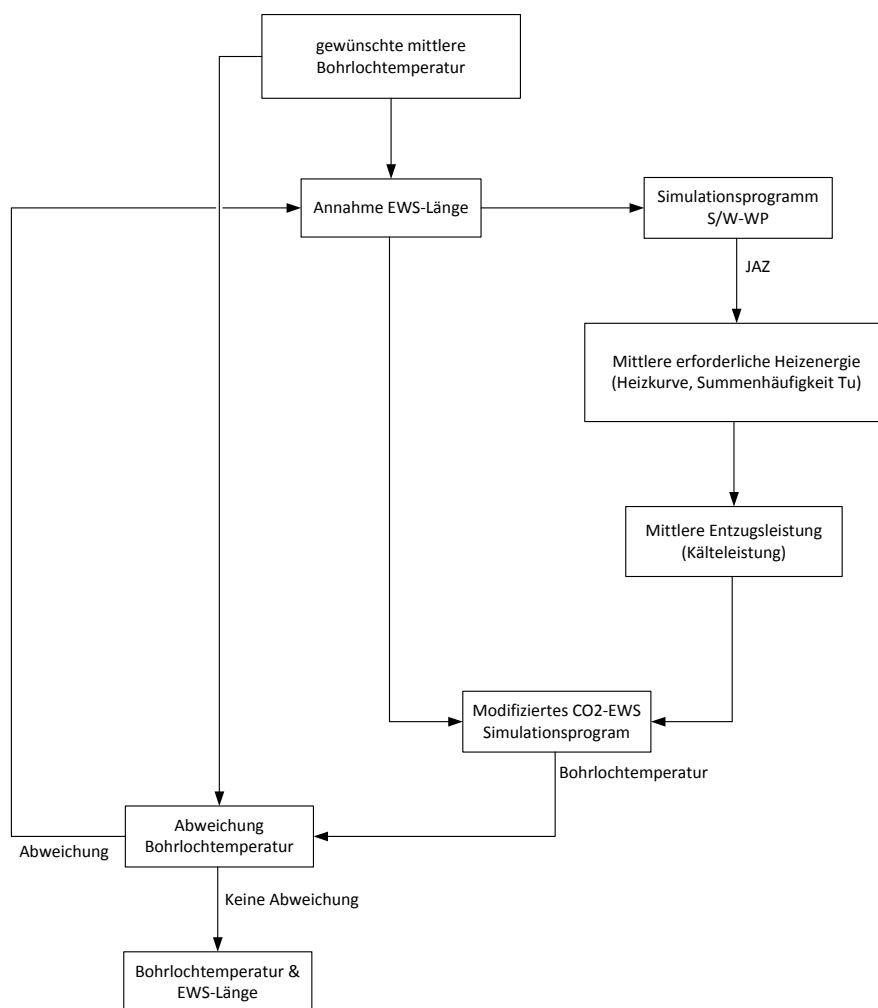 gewünschte mittlere
Bohrlochtemperatur
Annahme EWS-Länge
Simulationsprogramm
S/W-WP
JAZ
Mittlere erforderliche Heizenergie
(Heizkurve, Summenhäufigkeit Tu)
Mittlere Entzugsleistung
(Kälteleistung)
Modifiziertes CO2-EWS
Simulationsprogram
Bohrlochtemperatur
Abweichung
Bohrlochtemperatur
Abweichung
Keine Abweichung
Bohrlochtemperatur &
EWS-Länge